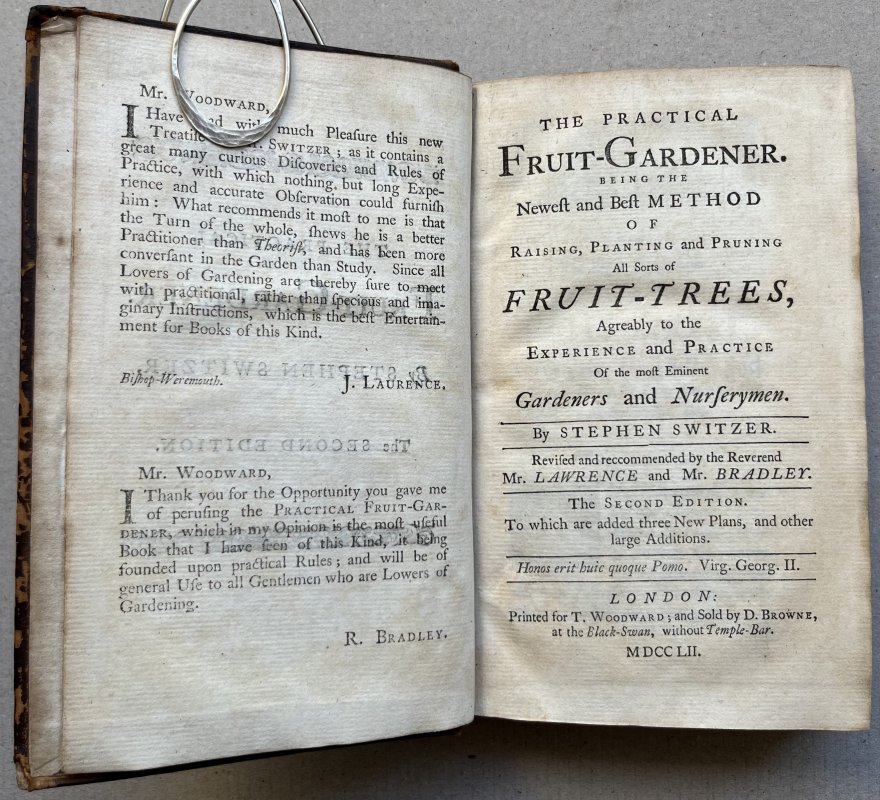 Mr. WOODWARD,
I Have ad with much Pleaſure this new
Treatiſe Mr. SWITZER; as it contains a
great many curious Diſcoveries and Rules of
Practice, with which nothing, but long Expe-
rience and accurate Obſervation could furniſh
him: What recommends it moſt to me is that
the Turn of the whole, ſhews he is a better
Practitioner than Theoriſt, and has been more
converſant in the Garden than Study. Since all
Lovers of Gardening are thereby ſure to meet
with practitional, rather than ſpecious and ima-
ginary Inſtructions, which is the beſt Entertain-
ment for Books of this Kind.
Biſhop-Weremouth. J. LAURENCE.
Mr. WOODWARD,
I Thank you for the Opportunity you gave me
of peruſing the PRACTICAL FRUIT-GAR-
DENER, which in my Opinion is the moſt uſeful
Book that I have ſeen of this Kind, it being
founded upon practical Rules; and will be of
general Uſe to all Gentlemen who are Lowers of
Gardening.
R. BRADLEY.
THE PRACTICAL
FRUIT-GARDENER.
BEING THE
Neweſt and Beſt METHOD
OF
RAISING, PLANTING and PRUNING
All Sorts of
FRUIT-TREES,
Agreably to the
EXPERIENCE and PRACTICE
Of the moſt Eminent
Gardeners and Nurſerymen.
By STEPHEN SWITZER.
Reviſed and reccommended by the Reverend
Mr. LAWRENCE and Mr. BRADLEY.
The SECOND EDITION.
To which are added three New Plans, and other
large Additions.
Honos erit huic quoque Pomo. Virg. Georg. II.
LONDON:
Printed for T. WOODWARD; and Sold by D. BROWNE,
at the Black-Swan, without Temple-Bar.
MDCCLII.